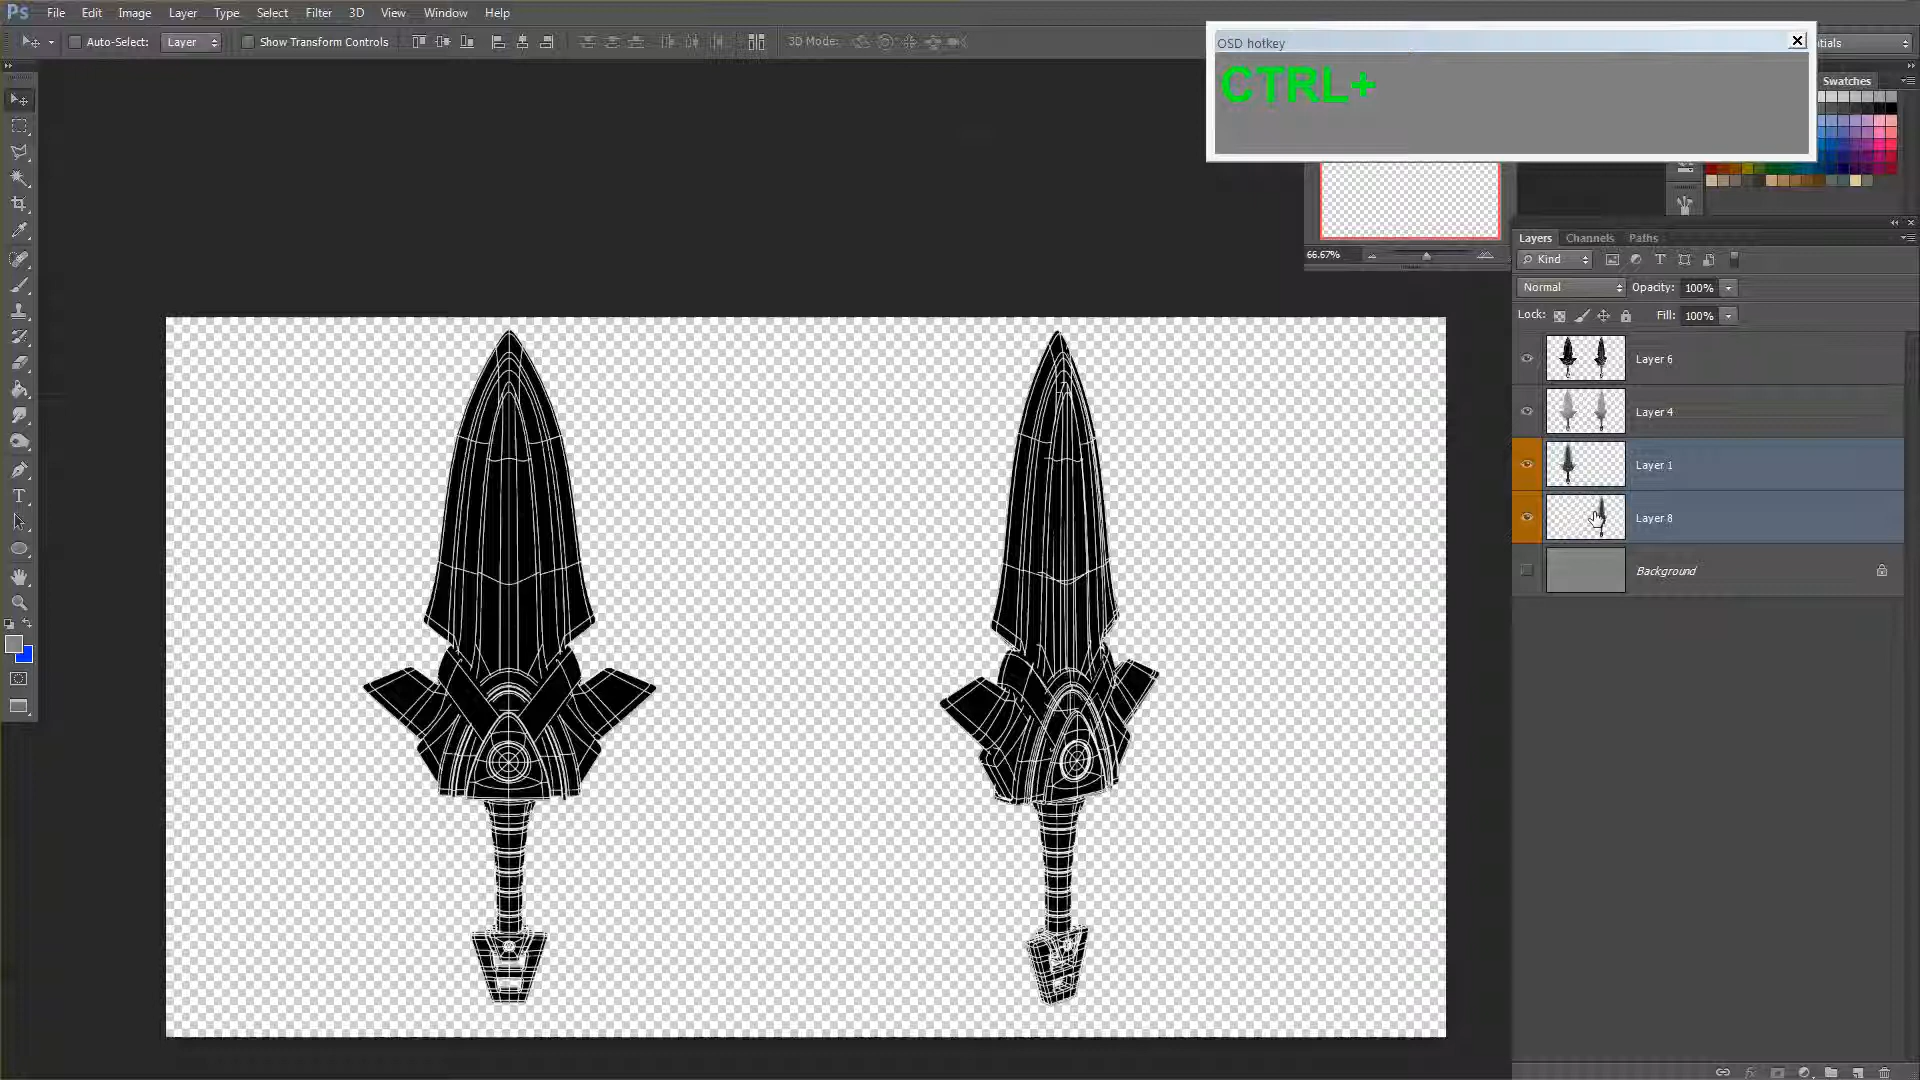 Ps File Edit Image Layer Type Select Filter 3D View Window Help
Auto-Select: Layer Show Transform Controls 3D Mode:
OSD hotkey
CTRL+
tials
Swatches
66.67%
Layers Channels Paths
Kind T
Normal Opacity: 100%
Lock: Fill: 100%
Layer 6
Layer 4
Layer 1
Layer 8
Background
T
fx